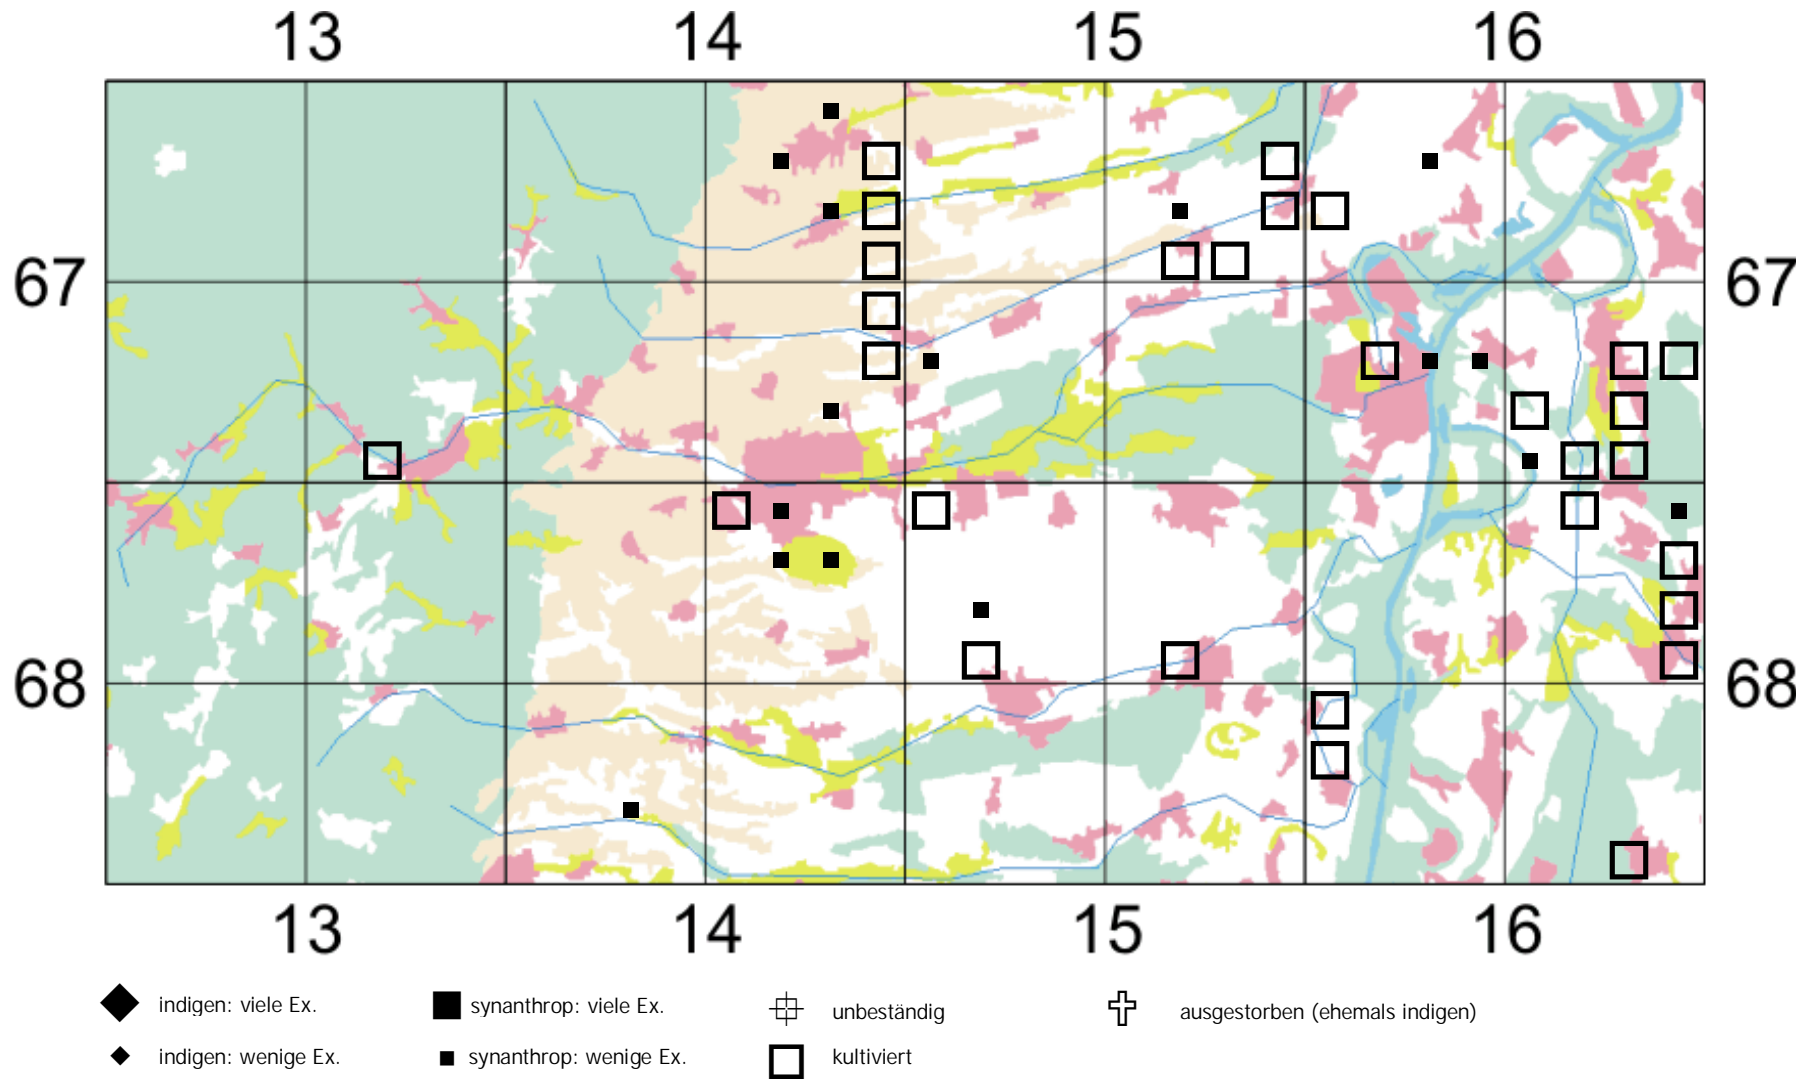 13 14 15 16
67 67
68 68
13 14 15 16
indigen: viele Ex. synanthrop: viele Ex. unbeständig ausgestorben (ehemals indigen)
indigen: wenige Ex. synanthrop: wenige Ex. kultiviert